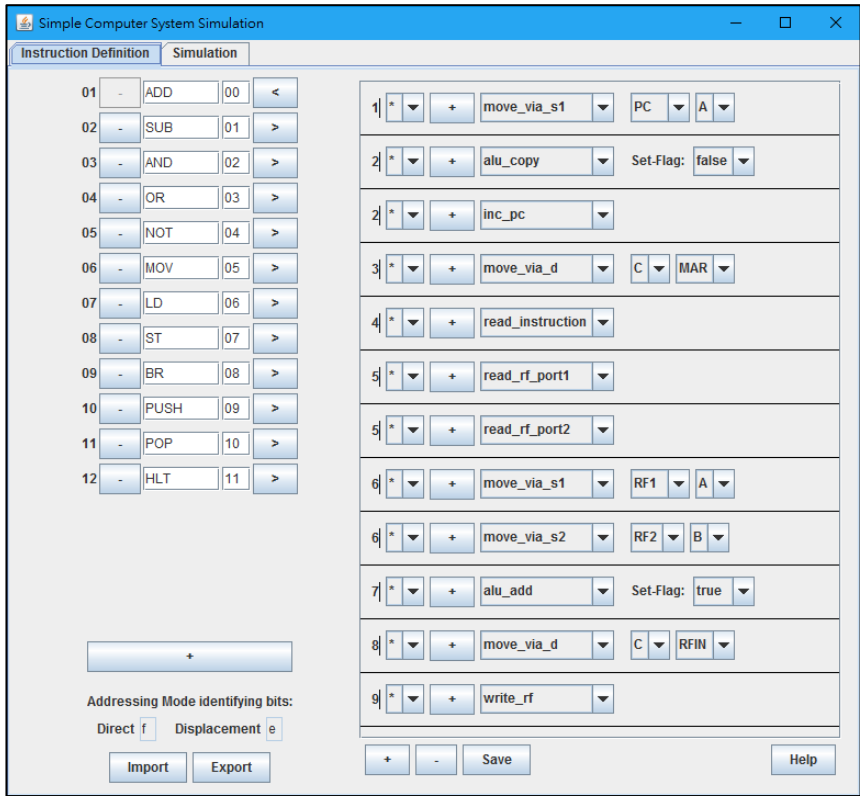 Simple Computer System Simulation
Instruction Definition Simulation
01 - ADD 00 <
02 - SUB 01 >
03 - AND 02 >
04 - OR 03 >
05 - NOT 04 >
06 - MOV 05 >
07 - LD 06 >
08 - ST 07 >
09 - BR 08 >
10 - PUSH 09 >
11 - POP 10 >
12 - HLT 11 >
+
Addressing Mode identifying bits:
Direct f Displacement e
Import Export
1 * + move_via_s1 PC A
2 * + alu_copy Set-Flag: false
2 * + inc_pc
3 * + move_via_d C MAR
4 * + read_instruction
5 * + read_rf_port1
5 * + read_rf_port2
6 * + move_via_s1 RF1 A
6 * + move_via_s2 RF2 B
7 * + alu_add Set-Flag: true
8 * + move_via_d C RFIN
9 * + write_rf
+ - Save Help